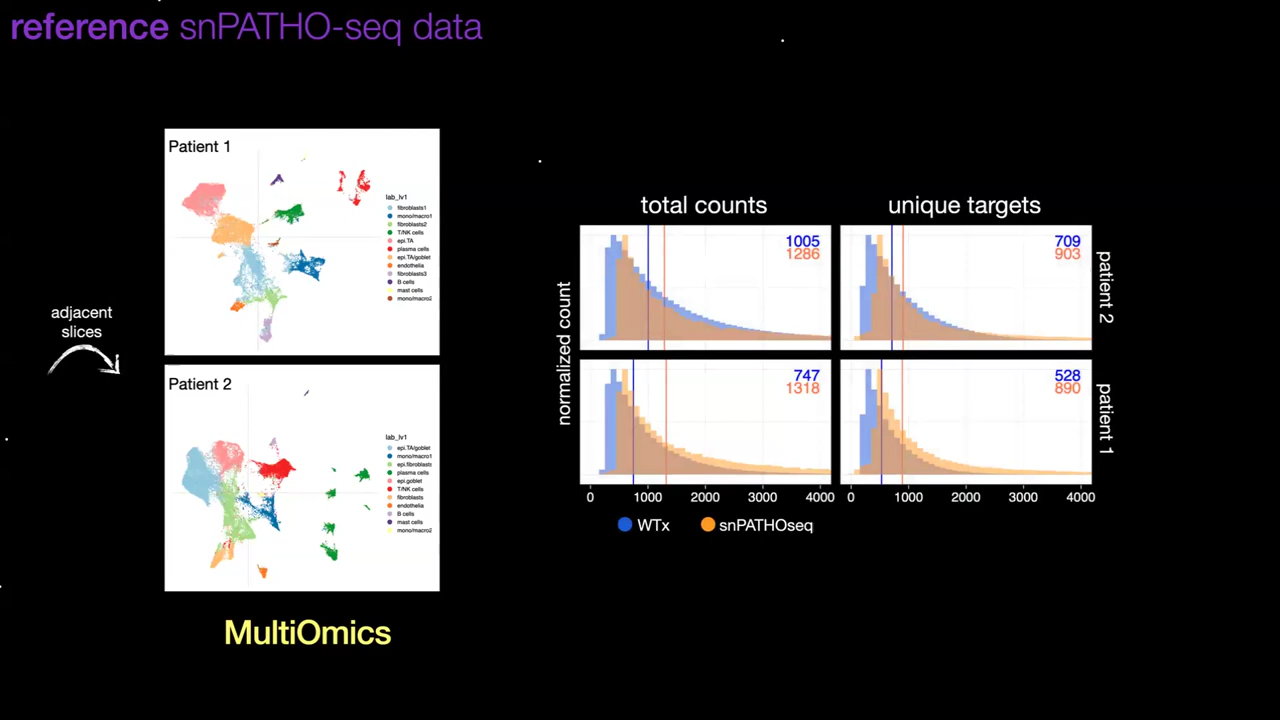 reference snPATHO-seq data
adjacent
slices
Patient 1
lab_lv1
fibroblasts1
mono/macro1
fibroblasts2
T/NK cells
epi.TA
plasma cells
epi.TA/goblet
endothelia
fibroblasts3
B cells
mast cells
mono/macro2
Patient 2
lab_lv1
epi.TA/goblet
mono/macro1
epi.fibroblasts
plasma cells
epi.goblet
T/NK cells
fibroblasts
endothelia
B cells
mast cells
mono/macro2
MultiOmics
total counts
unique targets
normalized count
1005
1286
709
903
patient 2
747
1318
528
890
patient 1
0 1000 2000 3000 4000
0 1000 2000 3000 4000
WTx
snPATHOseq